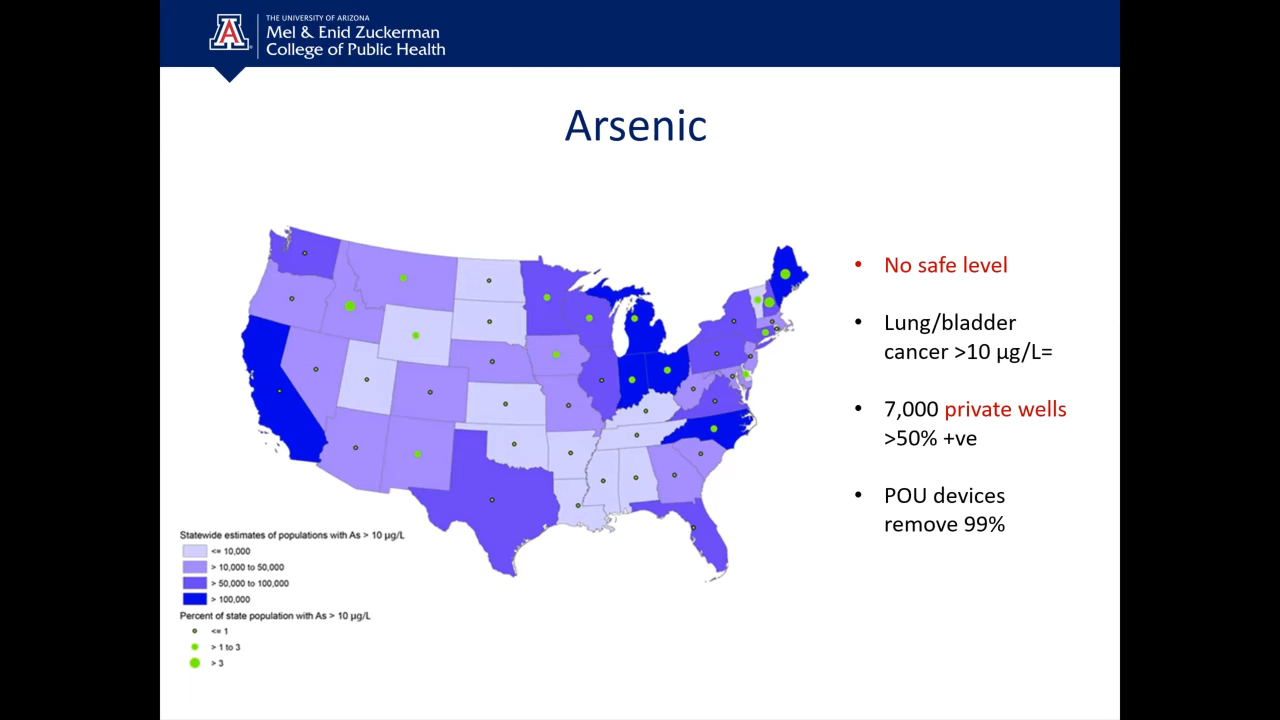 THE UNIVERSITY OF ARIZONA
Mel & Enid Zuckerman
College of Public Health
Arsenic
• No safe level
• Lung/bladder
cancer >10 µg/L=
• 7,000 private wells
>50% +ve
• POU devices
remove 99%
Statewide estimates of populations with As > 10 µg/L
<= 10,000
> 10,000 to 50,000
> 50,000 to 100,000
> 100,000
Percent of state population with As > 10 µg/L
<= 1
> 1 to 3
> 3